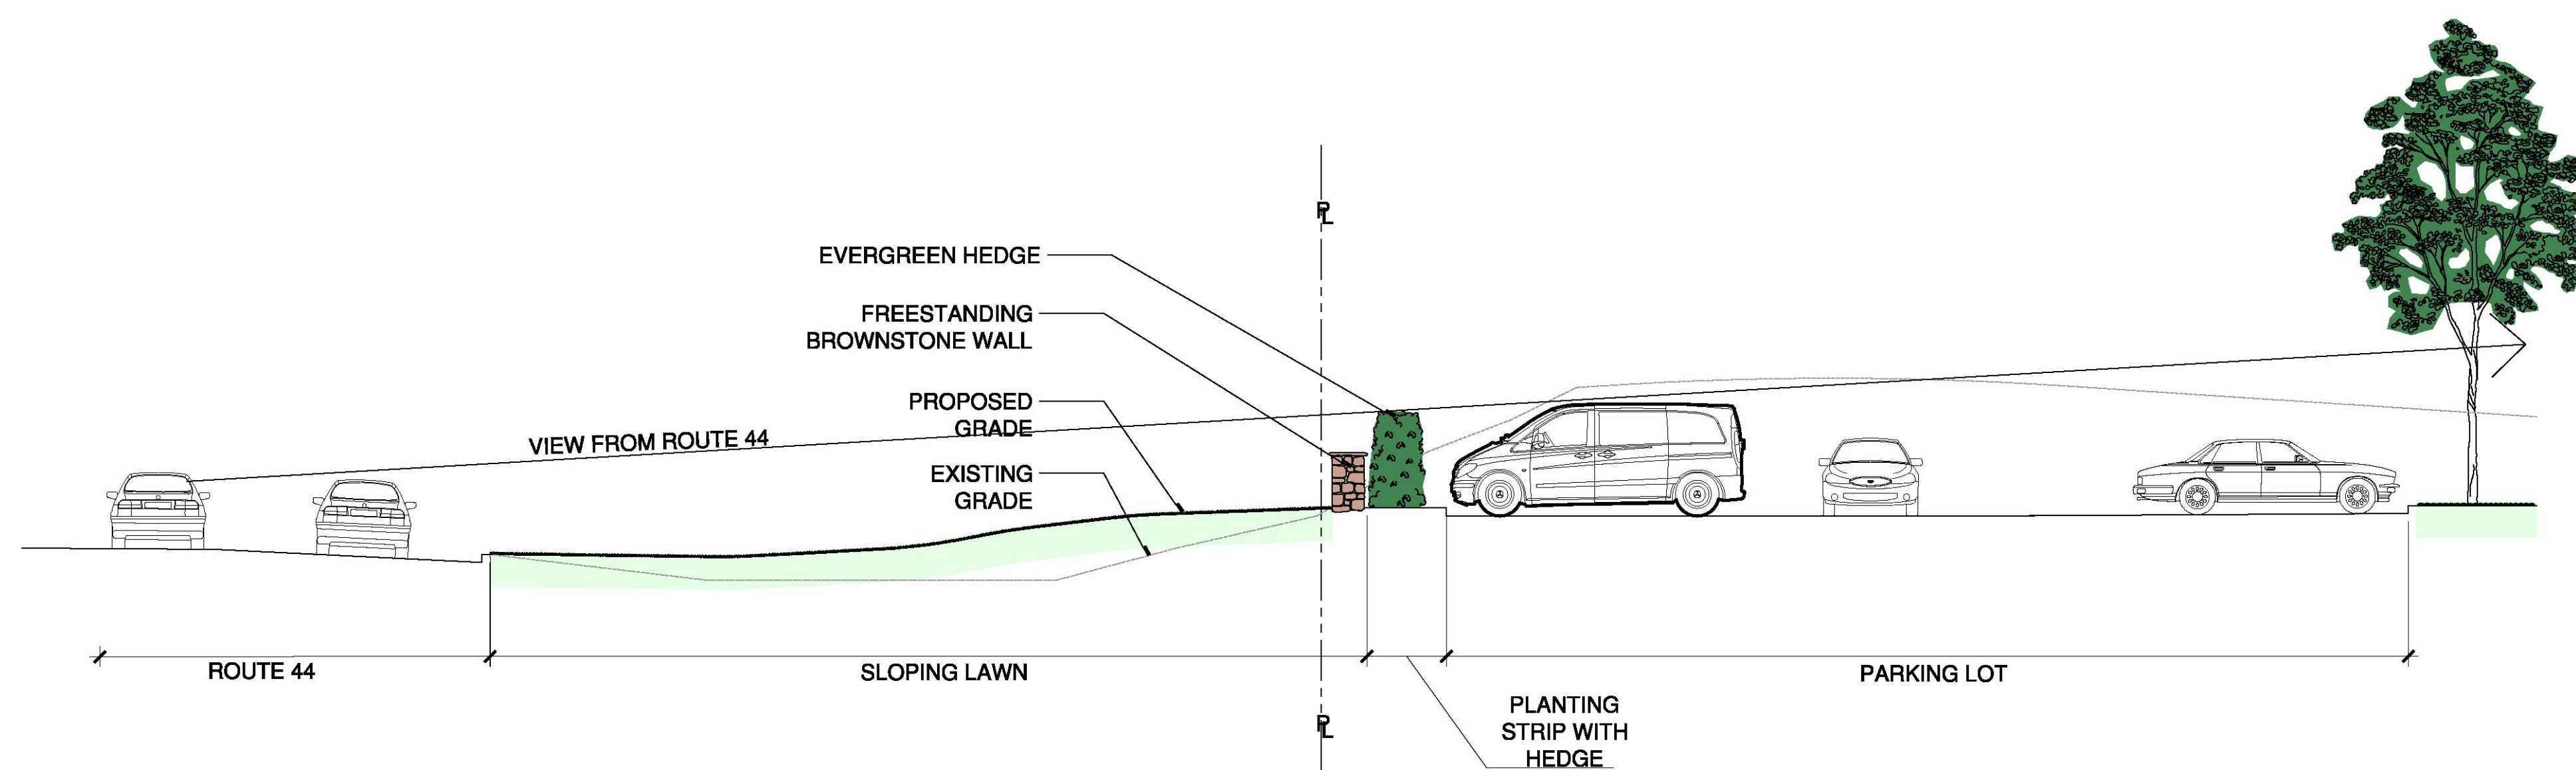 PL
EVERGREEN HEDGE
FREESTANDING
BROWNSTONE WALL
PROPOSED
GRADE
VIEW FROM ROUTE 44
EXISTING
GRADE
ROUTE 44
SLOPING LAWN
PARKING LOT
PLANTING
STRIP WITH
HEDGE
PL